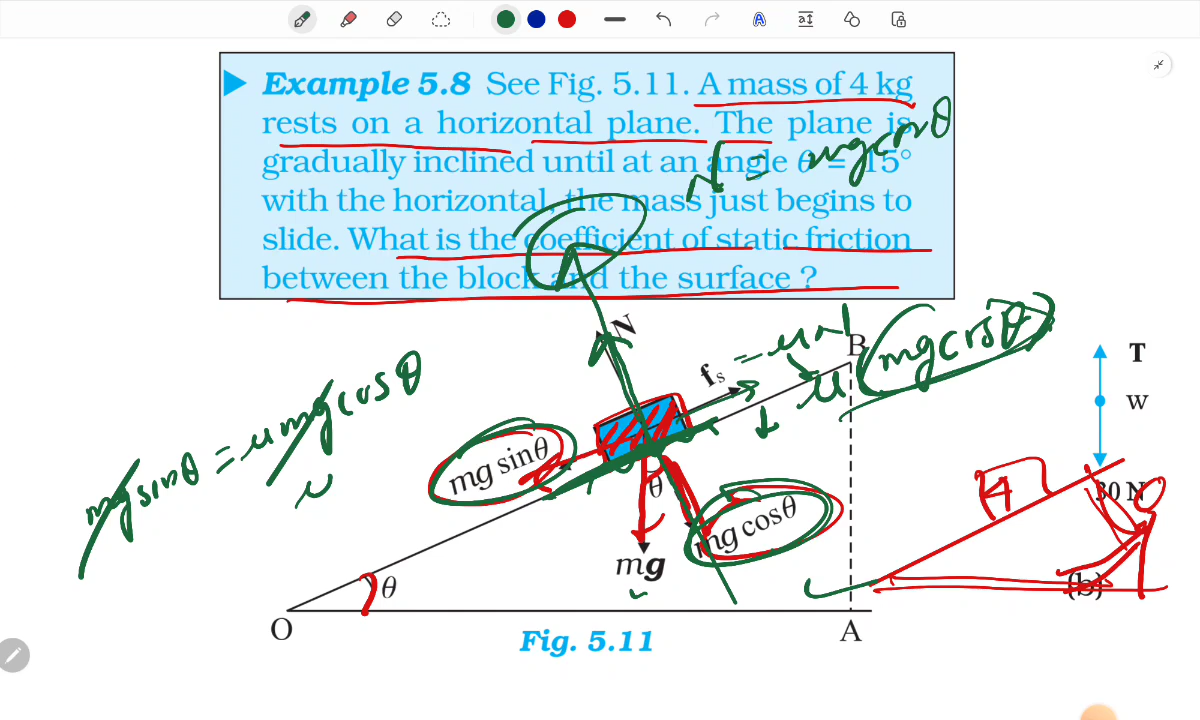 Example 5.8 See Fig. 5.11. A mass of 4 kg
rests on a horizontal plane. The plane is
gradually inclined until at an angle θ = 15°
with the horizontal, the mass just begins to
slide. What is the coefficient of static friction
between the block and the surface ?
N = mg cosθ
N
fs = μN
B
μ mg cosθ
T
W
30 N
(b)
4
mg sinθ = μ mg cosθ
mg sinθ
θ
mg cosθ
mg
θ
O
A
Fig. 5.11